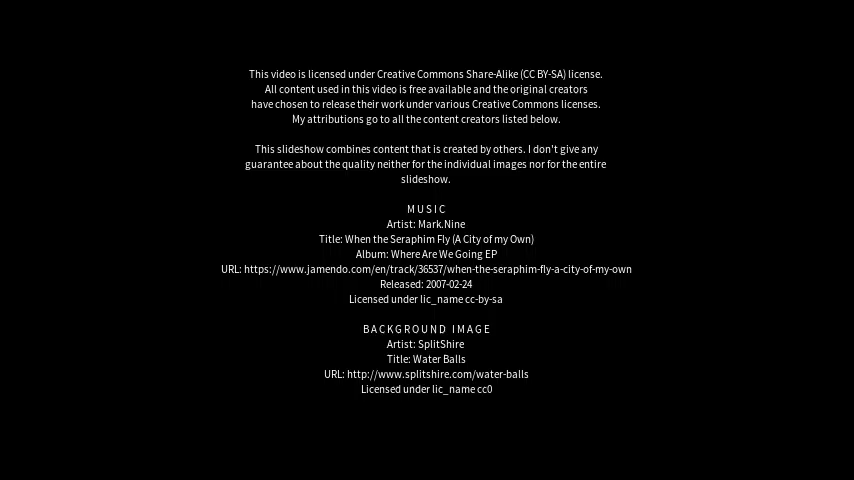 This video is licensed under Creative Commons Share-Alike (CC BY-SA) license.
All content used in this video is free available and the original creators
have chosen to release their work under various Creative Commons licenses.
My attributions go to all the content creators listed below.
This slideshow combines content that is created by others. I don't give any
guarantee about the quality neither for the individual images nor for the entire
slideshow.
MUSIC
Artist: Mark.Nine
Title: When the Seraphim Fly (A City of my Own)
Album: Where Are We Going EP
URL: https://www.jamendo.com/en/track/36537/when-the-seraphim-fly-a-city-of-my-own
Released: 2007-02-24
Licensed under lic_name cc-by-sa
BACKGROUND IMAGE
Artist: SplitShire
Title: Water Balls
URL: http://www.splitshire.com/water-balls
Licensed under lic_name cc0